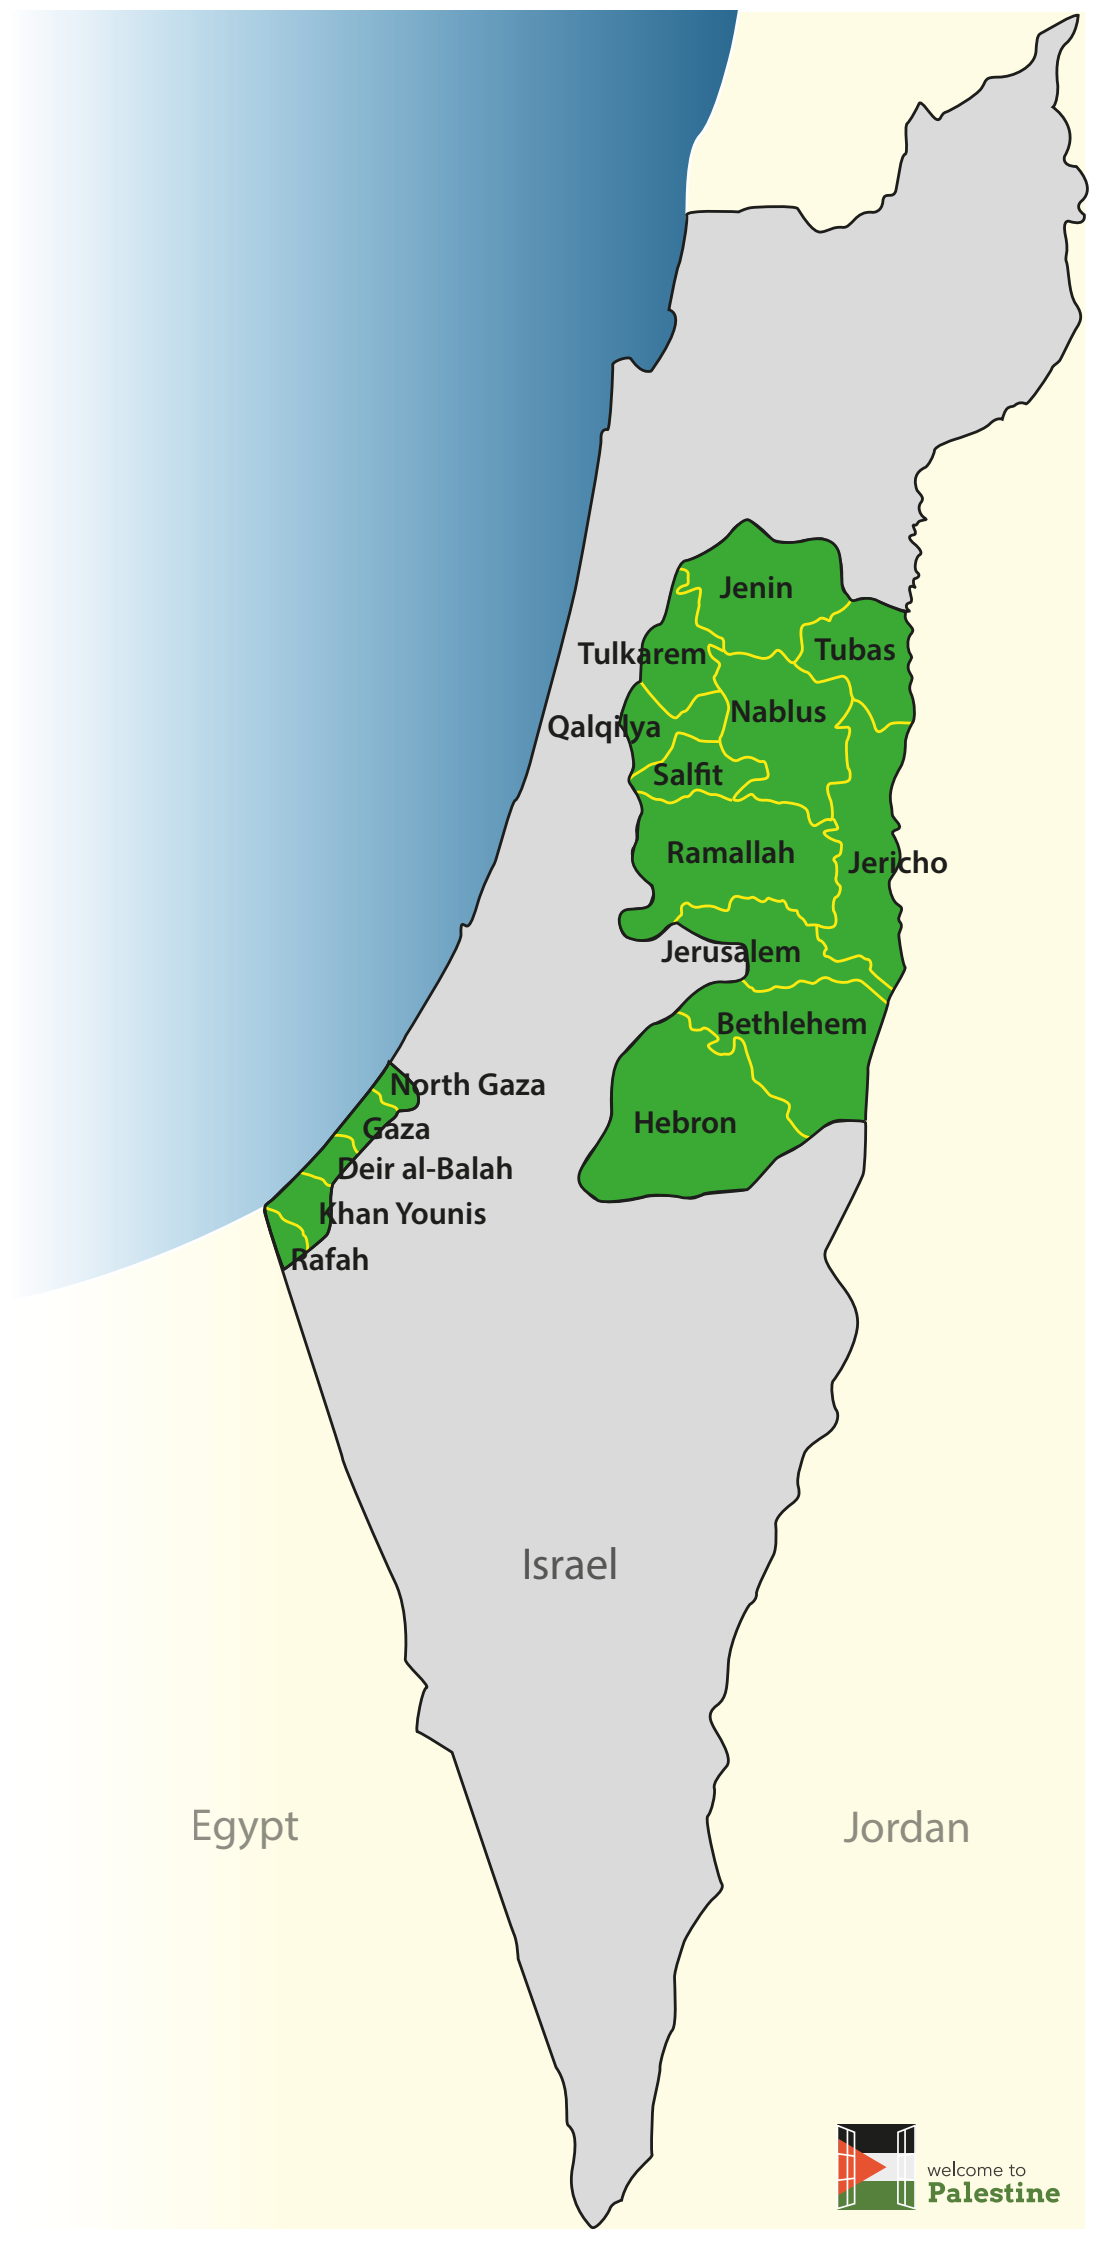 Jenin
Tubas
Tulkarem
Nablus
Qalqilya
Salfit
Ramallah
Jericho
Jerusalem
Bethlehem
North Gaza
Hebron
Gaza
Deir al-Balah
Khan Younis
Rafah
Israel
Egypt
Jordan
welcome to
Palestine